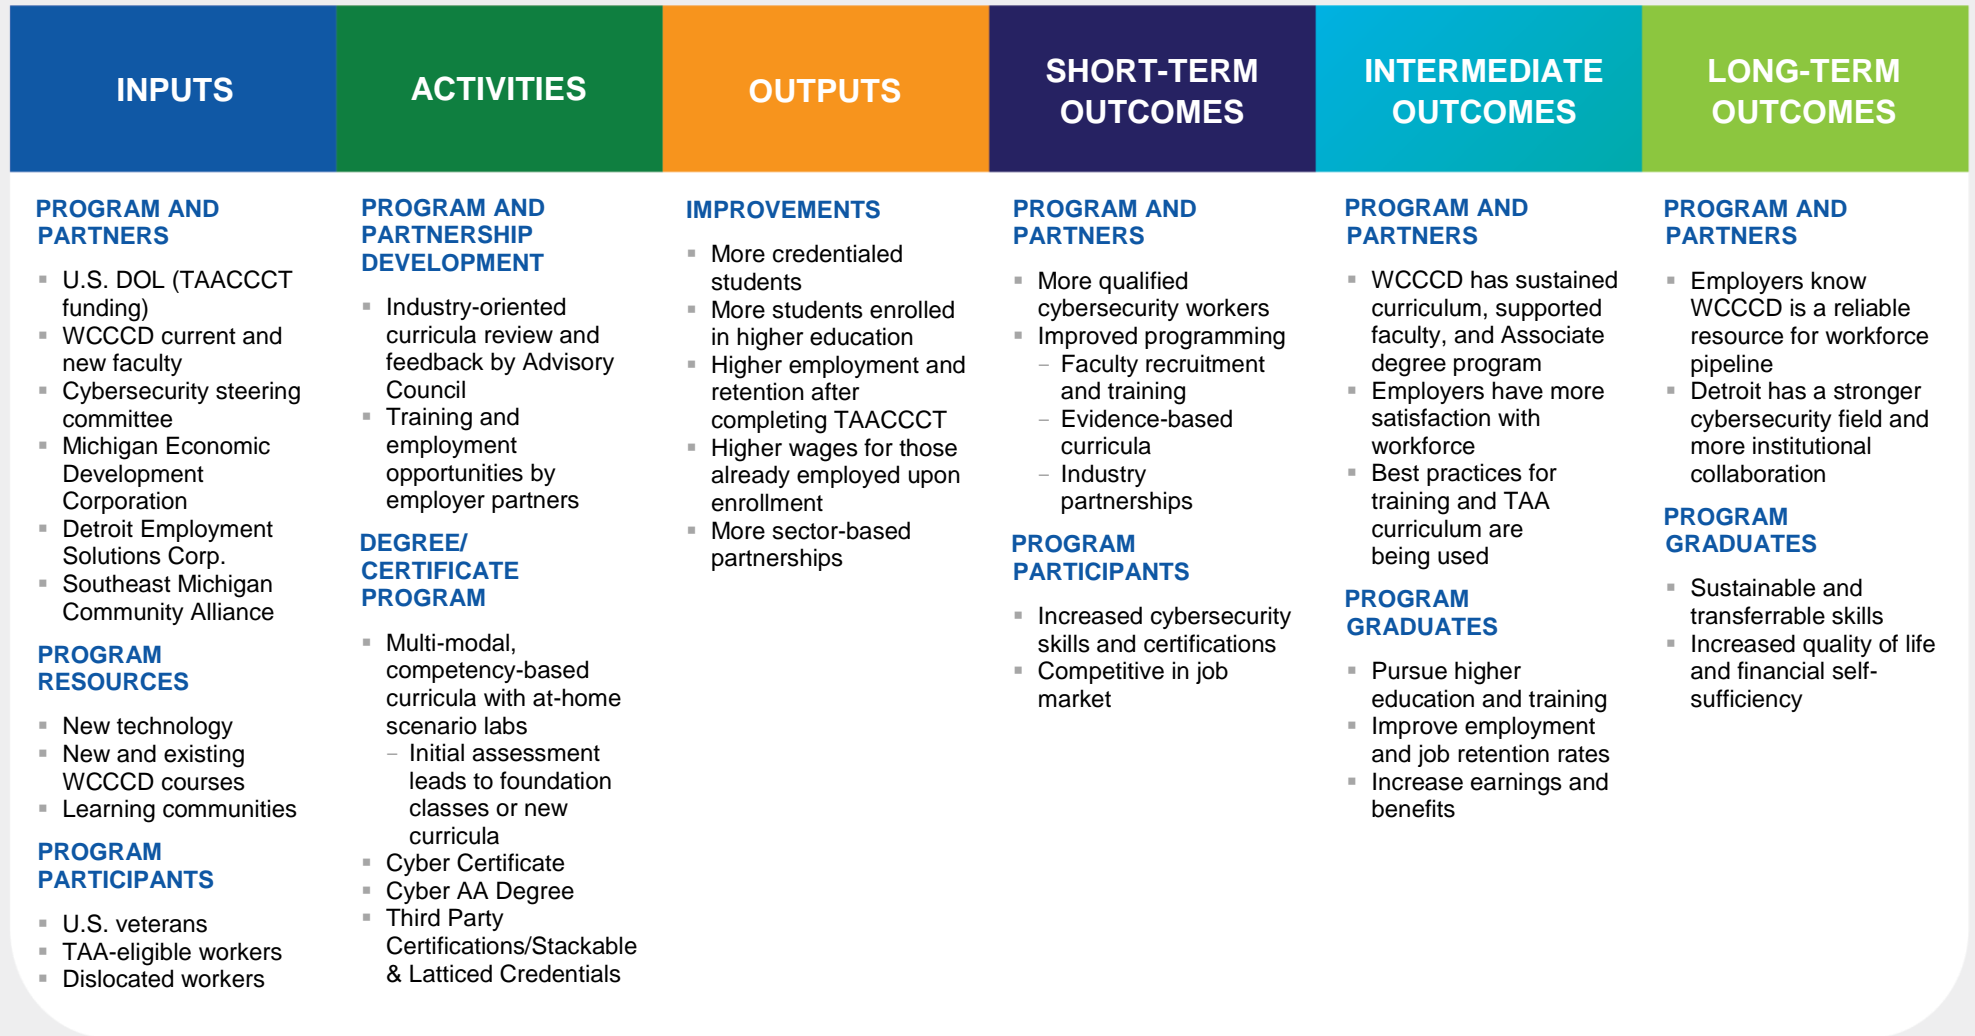 INPUTS
PROGRAM AND
PARTNERS
▪ U.S. DOL (TAACCCT
funding)
▪ WCCCD current and
new faculty
▪ Cybersecurity steering
committee
▪ Michigan Economic
Development
Corporation
▪ Detroit Employment
Solutions Corp.
▪ Southeast Michigan
Community Alliance
PROGRAM
RESOURCES
▪ New technology
▪ New and existing
WCCCD courses
▪ Learning communities
PROGRAM
PARTICIPANTS
▪ U.S. veterans
▪ TAA-eligible workers
▪ Dislocated workers
ACTIVITIES
PROGRAM AND
PARTNERSHIP
DEVELOPMENT
▪ Industry-oriented
curricula review and
feedback by Advisory
Council
▪ Training and
employment
opportunities by
employer partners
DEGREE/
CERTIFICATE
PROGRAM
▪ Multi-modal,
competency-based
curricula with at-home
scenario labs
− Initial assessment
leads to foundation
classes or new
curricula
▪ Cyber Certificate
▪ Cyber AA Degree
▪ Third Party
Certifications/Stackable
& Latticed Credentials
OUTPUTS
IMPROVEMENTS
▪ More credentialed
students
▪ More students enrolled
in higher education
▪ Higher employment and
retention after
completing TAACCCT
▪ Higher wages for those
already employed upon
enrollment
▪ More sector-based
partnerships
SHORT-TERM
OUTCOMES
PROGRAM AND
PARTNERS
▪ More qualified
cybersecurity workers
▪ Improved programming
− Faculty recruitment
and training
− Evidence-based
curricula
− Industry
partnerships
PROGRAM
PARTICIPANTS
▪ Increased cybersecurity
skills and certifications
▪ Competitive in job
market
INTERMEDIATE
OUTCOMES
PROGRAM AND
PARTNERS
▪ WCCCD has sustained
curriculum, supported
faculty, and Associate
degree program
▪ Employers have more
satisfaction with
workforce
▪ Best practices for
training and TAA
curriculum are
being used
PROGRAM
GRADUATES
▪ Pursue higher
education and training
▪ Improve employment
and job retention rates
▪ Increase earnings and
benefits
LONG-TERM
OUTCOMES
PROGRAM AND
PARTNERS
▪ Employers know
WCCCD is a reliable
resource for workforce
pipeline
▪ Detroit has a stronger
cybersecurity field and
more institutional
collaboration
PROGRAM
GRADUATES
▪ Sustainable and
transferrable skills
▪ Increased quality of life
and financial self-
sufficiency